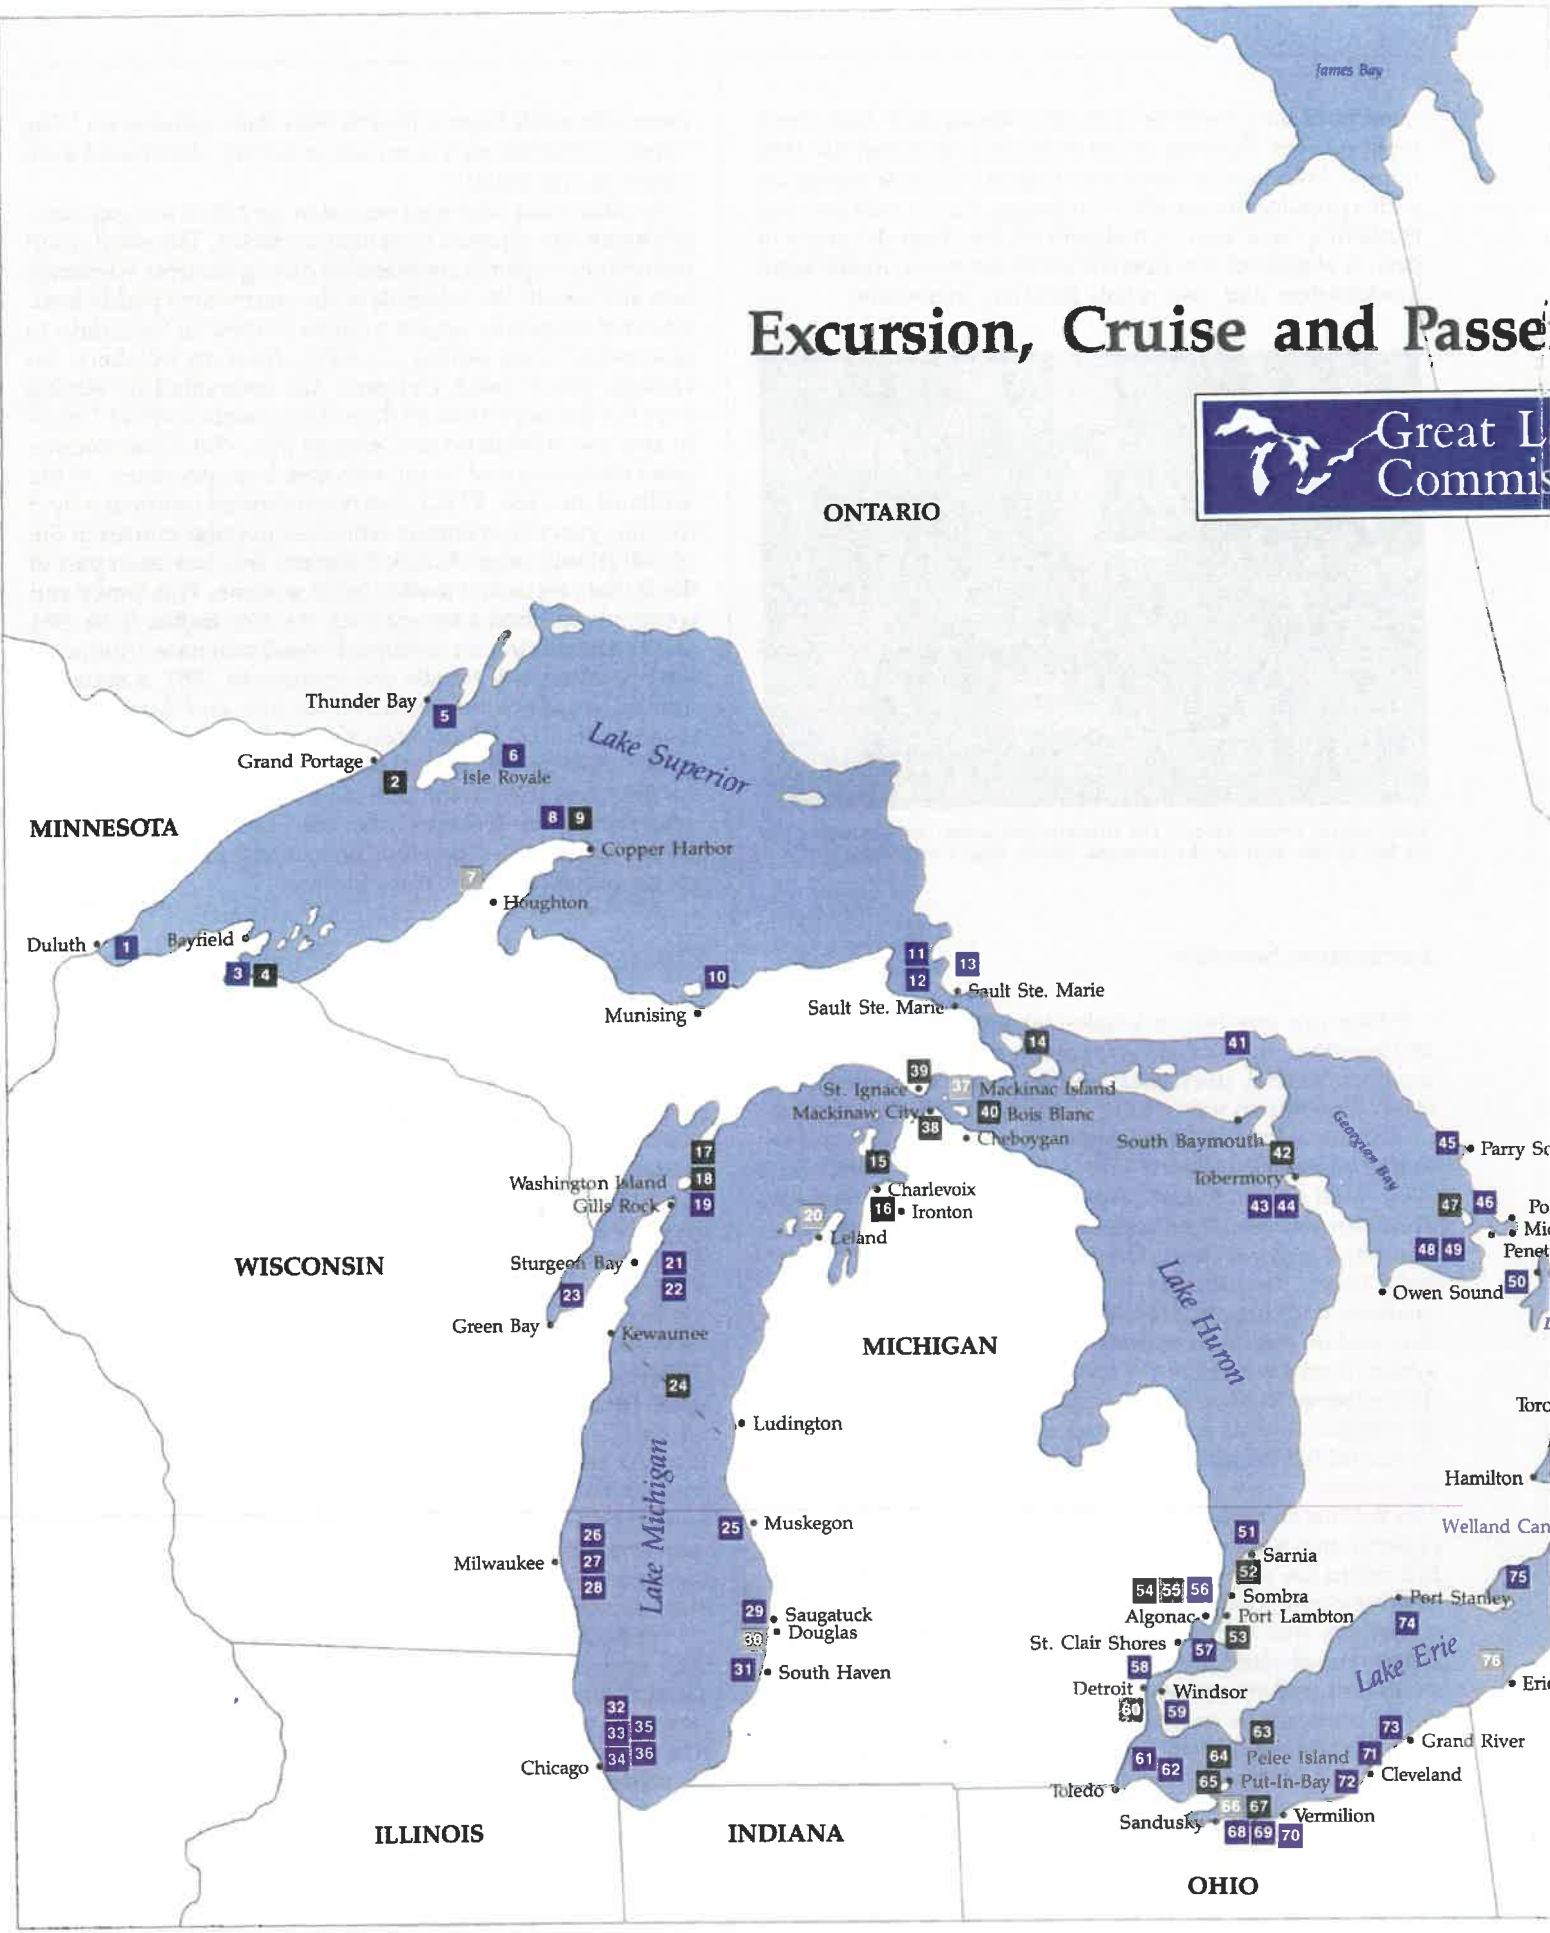 James Bay
Excursion, Cruise and Passe
Great L
Commis
ONTARIO
Thunder Bay
5
Lake Superior
Grand Portage
2
6
Isle Royale
MINNESOTA
8 9
Copper Harbor
7
Houghton
Duluth
1
Bayfield
3 4
10
Munising
11
12
13
Sault Ste. Marie
Sault Ste. Marie
14
41
39
St. Ignace
37 Mackinac Island
Mackinaw City
38
40 Bois Blanc
Cheboygan
South Baymouth
42
Georgian Bay
45
Parry So
Tobermory
43 44
17
Washington Island
18
Gills Rock
19
15
Charlevoix
16
Ironton
20
Leland
47
46
Po
Mid
Penet
48 49
50
Owen Sound
WISCONSIN
Sturgeon Bay
21
22
23
Green Bay
Kewaunee
MICHIGAN
Lake Huron
24
Ludington
Toro
Hamilton
Lake Michigan
Welland Can
25
Muskegon
26
27
28
Milwaukee
51
Sarnia
52
Sombra
54 55 56
Algonac
Port Lambton
53
75
Port Stanley
74
29
Saugatuck
30
Douglas
31
South Haven
St. Clair Shores
57
58
Detroit
Windsor
60
59
Lake Erie
76
Erie
32
33 35
34 36
Chicago
61
62
63
64
Pelee Island
65
Put-In-Bay
73
Grand River
71
72
Cleveland
Toledo
66 67
Sandusky
Vermilion
68 69 70
ILLINOIS
INDIANA
OHIO